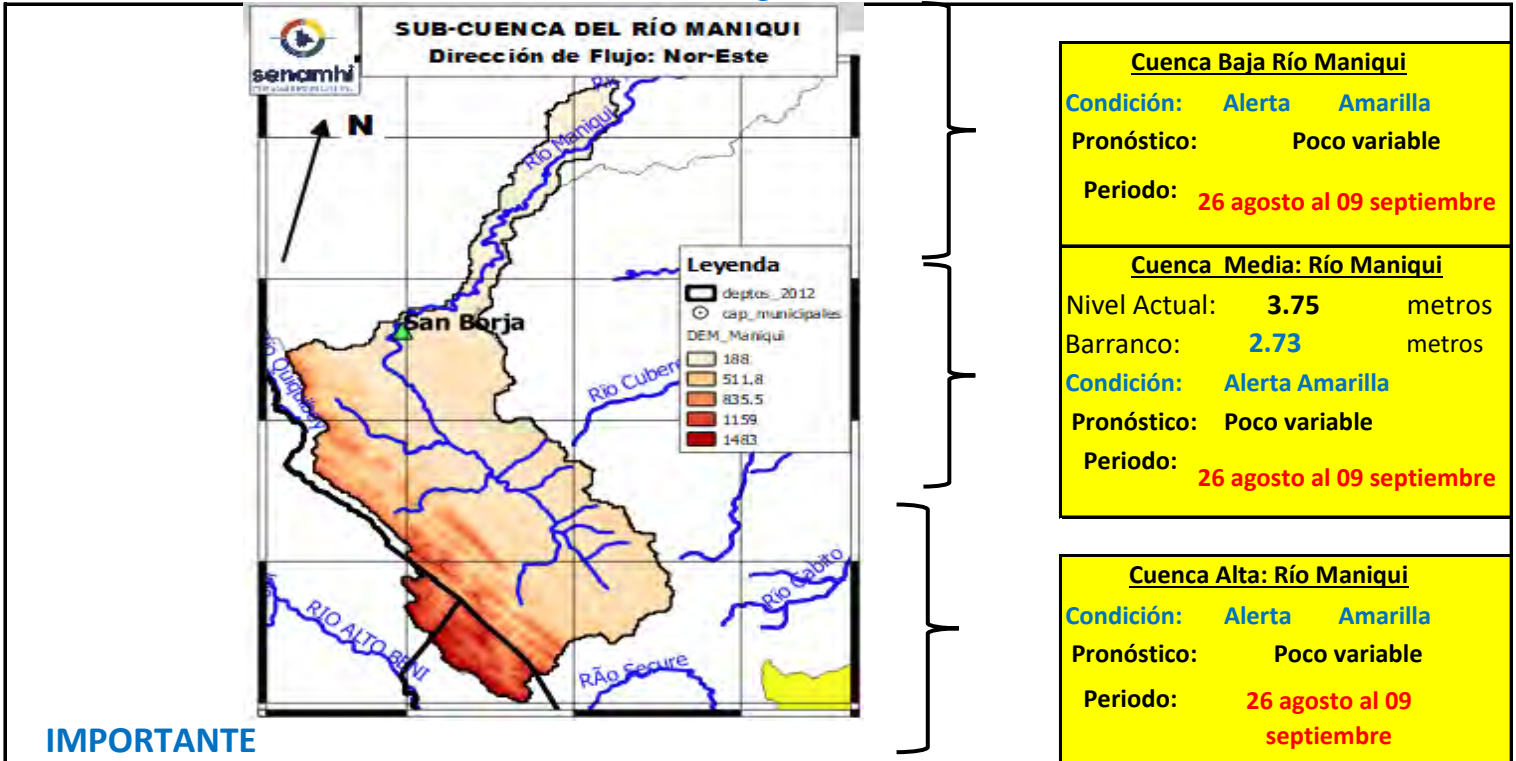 SUB-CUENCA DEL RÍO MANIQUI
Dirección de Flujo: Nor-Este
senamhi
N
Río Maniqui
San Borja
Río Cuber
RIO ALTO BENI
RÃo Secure
Río Cabito
Leyenda
deptos_2012
cap_municipales
DEM_Maniqui
188
511.8
835.5
1159
1483
Cuenca Baja Río Maniqui
Condición: Alerta Amarilla
Pronóstico: Poco variable
Periodo: 26 agosto al 09 septiembre
Cuenca Media: Río Maniqui
Nivel Actual: 3.75 metros
Barranco: 2.73 metros
Condición: Alerta Amarilla
Pronóstico: Poco variable
Periodo: 26 agosto al 09 septiembre
Cuenca Alta: Río Maniqui
Condición: Alerta Amarilla
Pronóstico: Poco variable
Periodo: 26 agosto al 09
septiembre
IMPORTANTE